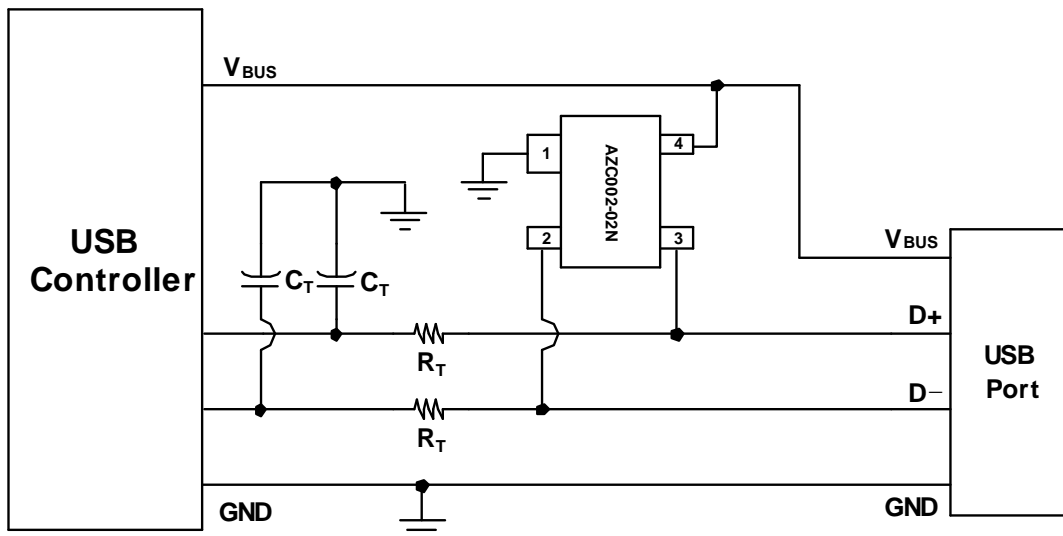 VBUS
1
4
AZC002-02N
USB
Controller
2
3
VBUS
CT
CT
D+
RT
USB
Port
D−
RT
GND
GND